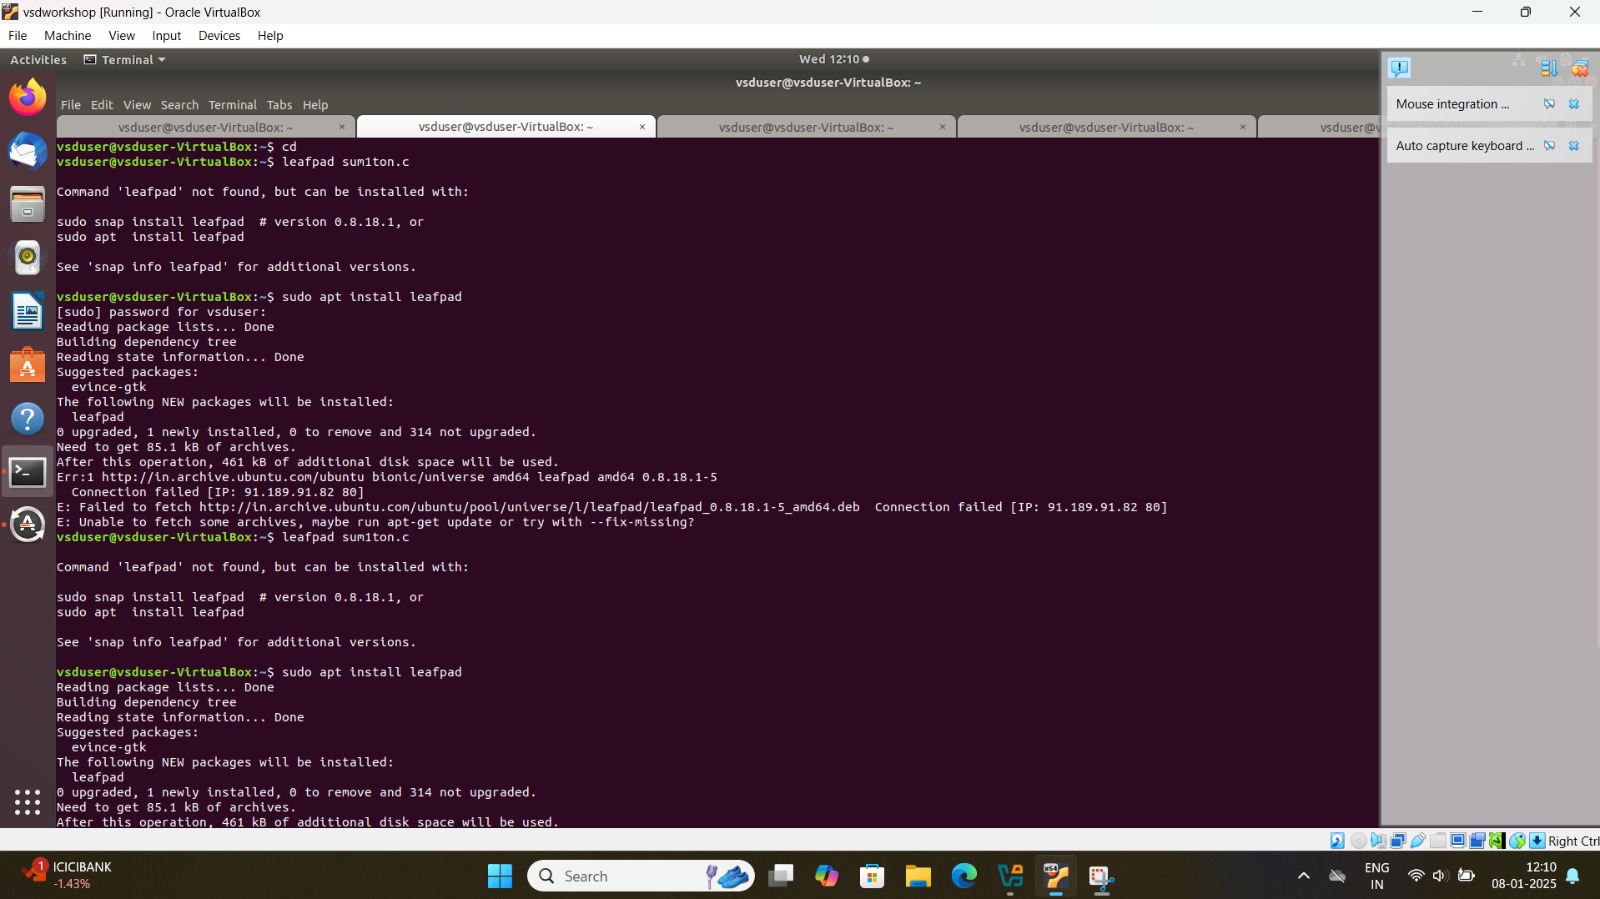 vsdworkshop [Running] - Oracle VirtualBox
File Machine View Input Devices Help
Activities Terminal Wed 12:10
vsduser@vsduser-VirtualBox: ~
File Edit View Search Terminal Tabs Help
vsduser@vsduser-VirtualBox: ~ × vsduser@vsduser-VirtualBox: ~ × vsduser@vsduser-VirtualBox: ~ × vsduser@vsduser-VirtualBox: ~ × vsduser@v
Mouse integration ...
Auto capture keyboard ...
vsduser@vsduser-VirtualBox:~$ cd
vsduser@vsduser-VirtualBox:~$ leafpad sum1ton.c
Command 'leafpad' not found, but can be installed with:
sudo snap install leafpad  # version 0.8.18.1, or
sudo apt  install leafpad
See 'snap info leafpad' for additional versions.
vsduser@vsduser-VirtualBox:~$ sudo apt install leafpad
[sudo] password for vsduser:
Reading package lists... Done
Building dependency tree
Reading state information... Done
Suggested packages:
evince-gtk
The following NEW packages will be installed:
leafpad
0 upgraded, 1 newly installed, 0 to remove and 314 not upgraded.
Need to get 85.1 kB of archives.
After this operation, 461 kB of additional disk space will be used.
Err:1 http://in.archive.ubuntu.com/ubuntu bionic/universe amd64 leafpad amd64 0.8.18.1-5
Connection failed [IP: 91.189.91.82 80]
E: Failed to fetch http://in.archive.ubuntu.com/ubuntu/pool/universe/l/leafpad/leafpad_0.8.18.1-5_amd64.deb  Connection failed [IP: 91.189.91.82 80]
E: Unable to fetch some archives, maybe run apt-get update or try with --fix-missing?
vsduser@vsduser-VirtualBox:~$ leafpad sum1ton.c
Command 'leafpad' not found, but can be installed with:
sudo snap install leafpad  # version 0.8.18.1, or
sudo apt  install leafpad
See 'snap info leafpad' for additional versions.
vsduser@vsduser-VirtualBox:~$ sudo apt install leafpad
Reading package lists... Done
Building dependency tree
Reading state information... Done
Suggested packages:
evince-gtk
The following NEW packages will be installed:
leafpad
0 upgraded, 1 newly installed, 0 to remove and 314 not upgraded.
Need to get 85.1 kB of archives.
After this operation, 461 kB of additional disk space will be used.
Right Ctrl
1
ICICIBANK
-1.43%
Search
ENG
IN
12:10
08-01-2025